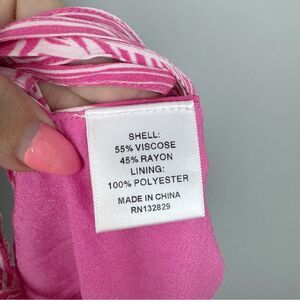 SHELL:
55% VISCOSE
45% RAYON
LINING:
100% POLYESTER
MADE IN CHINA
RN132829